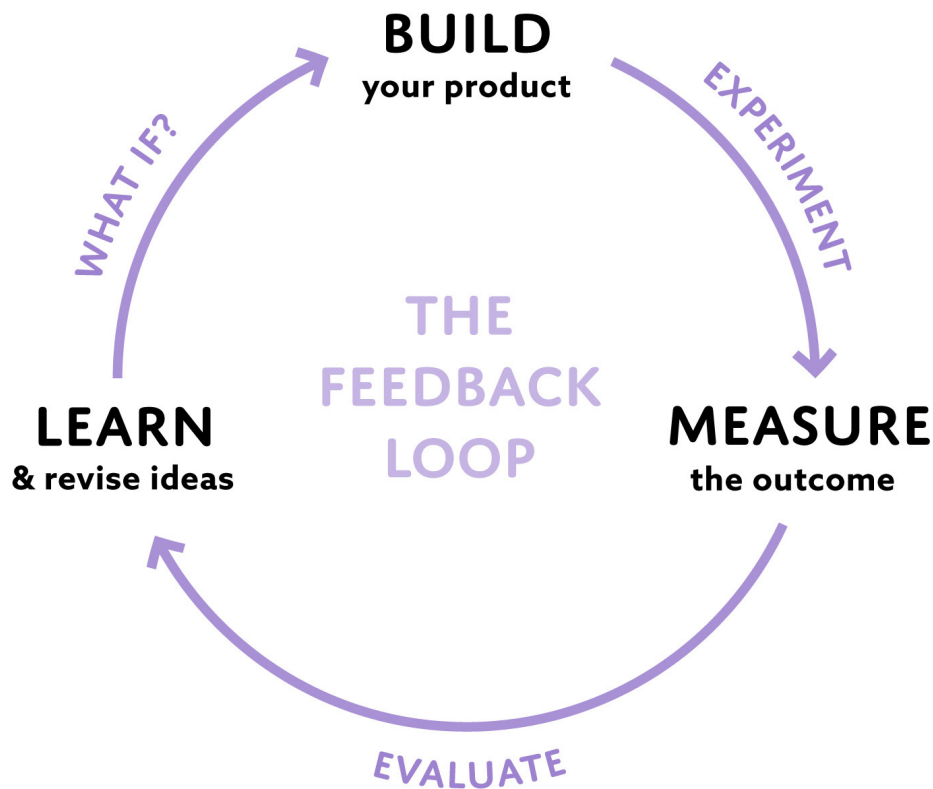 BUILD
your product
EXPERIMENT
WHAT IF?
THE
FEEDBACK
LOOP
LEARN
& revise ideas
MEASURE
the outcome
EVALUATE